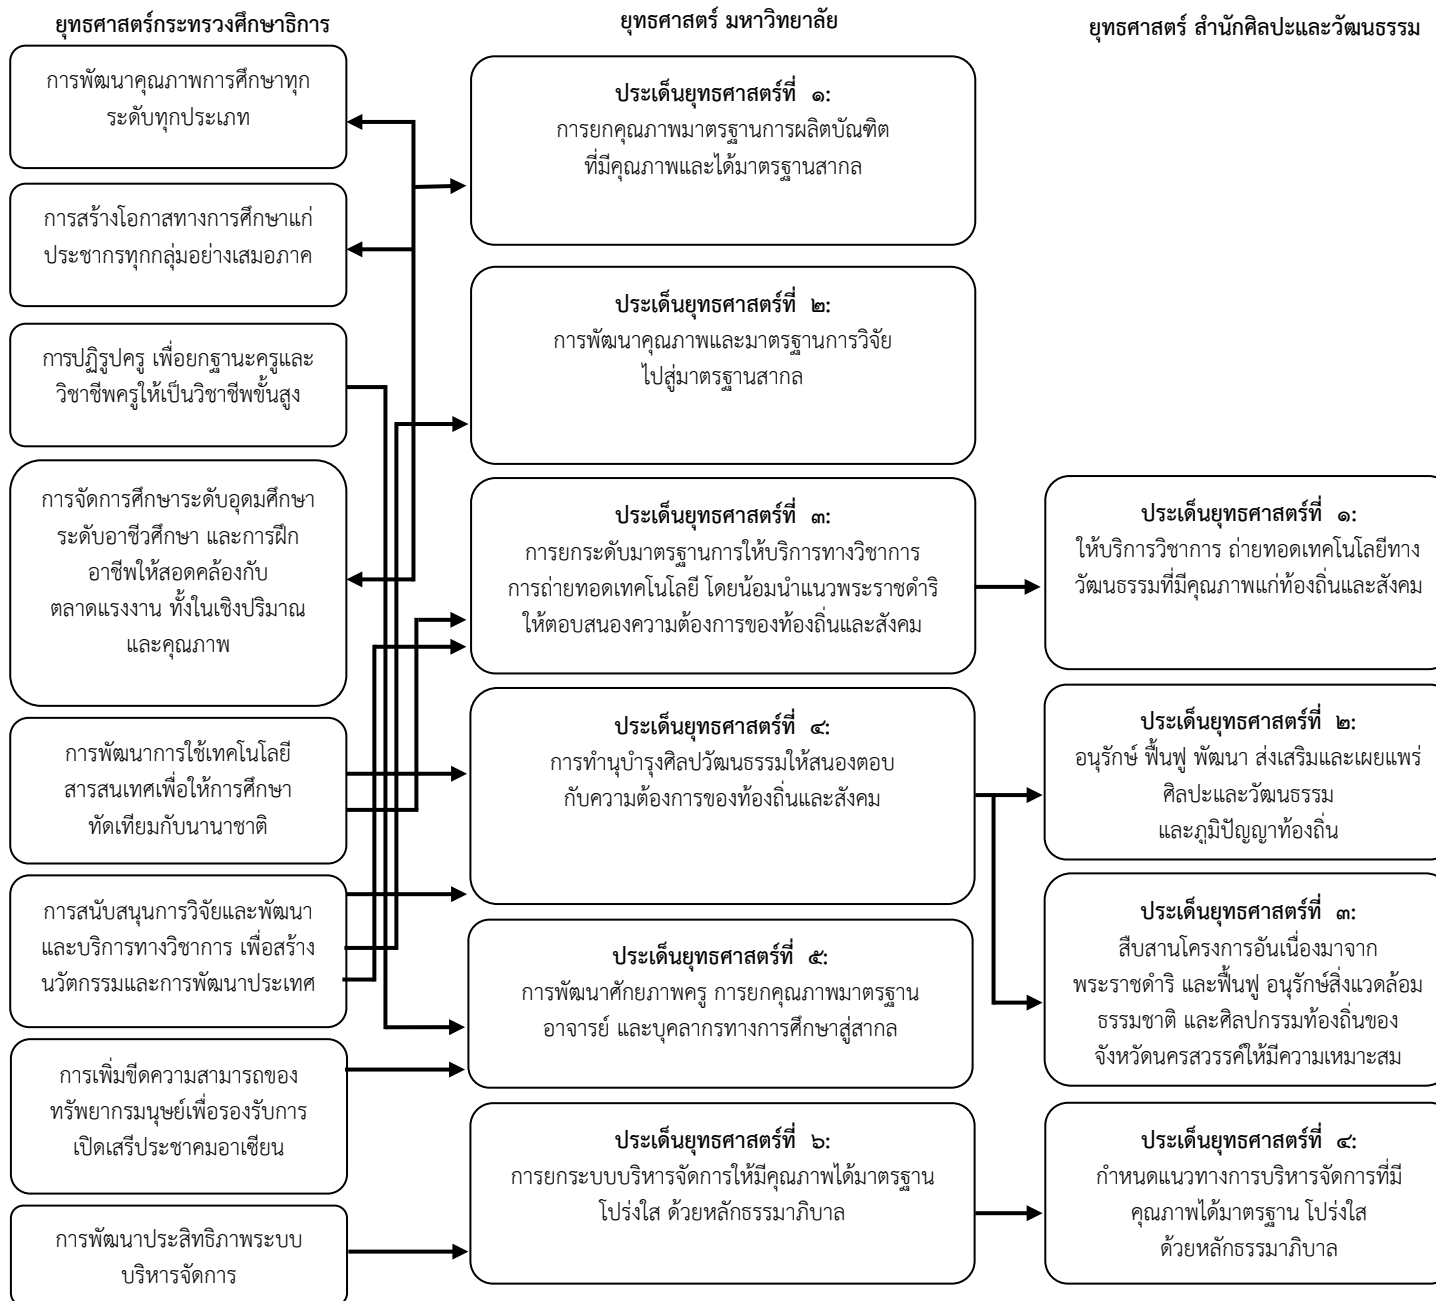 ยุทธศาสตร์กระทรวงศึกษาธิการ
การพัฒนาคุณภาพการศึกษาทุก
ระดับทุกประเภท
การสร้างโอกาสทางการศึกษาแก่
ประชากรทุกกลุ่มอย่างเสมอภาค
การปฏิรูปครู เพื่อยกฐานะครูและ
วิชาชีพครูให้เป็นวิชาชีพขั้นสูง
การจัดการศึกษาระดับอุดมศึกษา
ระดับอาชีวศึกษา และการฝึก
อาชีพให้สอดคล้องกับ
ตลาดแรงงาน ทั้งในเชิงปริมาณ
และคุณภาพ
การพัฒนาการใช้เทคโนโลยี
สารสนเทศเพื่อให้การศึกษา
ทัดเทียมกับนานาชาติ
การสนับสนุนการวิจัยและพัฒนา
และบริการทางวิชาการ เพื่อสร้าง
นวัตกรรมและการพัฒนาประเทศ
การเพิ่มขีดความสามารถของ
ทรัพยากรมนุษย์เพื่อรองรับการ
เปิดเสรีประชาคมอาเซียน
การพัฒนาประสิทธิภาพระบบ
บริหารจัดการ
ยุทธศาสตร์ มหาวิทยาลัย
ประเด็นยุทธศาสตร์ที่ ๑:
การยกคุณภาพมาตรฐานการผลิตบัณฑิต
ที่มีคุณภาพและได้มาตรฐานสากล
ประเด็นยุทธศาสตร์ที่ ๒:
การพัฒนาคุณภาพและมาตรฐานการวิจัย
ไปสู่มาตรฐานสากล
ประเด็นยุทธศาสตร์ที่ ๓:
การยกระดับมาตรฐานการให้บริการทางวิชาการ
การถ่ายทอดเทคโนโลยี โดยน้อมนำแนวพระราชดำริ
ให้ตอบสนองความต้องการของท้องถิ่นและสังคม
ประเด็นยุทธศาสตร์ที่ ๔:
การทำนุบำรุงศิลปวัฒนธรรมให้สนองตอบ
กับความต้องการของท้องถิ่นและสังคม
ประเด็นยุทธศาสตร์ที่ ๕:
การพัฒนาศักยภาพครู การยกคุณภาพมาตรฐาน
อาจารย์ และบุคลากรทางการศึกษาสู่สากล
ประเด็นยุทธศาสตร์ที่ ๖:
การยกระบบบริหารจัดการให้มีคุณภาพได้มาตรฐาน
โปร่งใส ด้วยหลักธรรมาภิบาล
ยุทธศาสตร์ สำนักศิลปะและวัฒนธรรม
ประเด็นยุทธศาสตร์ที่ ๑:
ให้บริการวิชาการ ถ่ายทอดเทคโนโลยีทาง
วัฒนธรรมที่มีคุณภาพแก่ท้องถิ่นและสังคม
ประเด็นยุทธศาสตร์ที่ ๒:
อนุรักษ์ ฟื้นฟู พัฒนา ส่งเสริมและเผยแพร่
ศิลปะและวัฒนธรรม
และภูมิปัญญาท้องถิ่น
ประเด็นยุทธศาสตร์ที่ ๓:
สืบสานโครงการอันเนื่องมาจาก
พระราชดำริ และฟื้นฟู อนุรักษ์สิ่งแวดล้อม
ธรรมชาติ และศิลปกรรมท้องถิ่นของ
จังหวัดนครสวรรค์ให้มีความเหมาะสม
ประเด็นยุทธศาสตร์ที่ ๔:
กำหนดแนวทางการบริหารจัดการที่มี
คุณภาพได้มาตรฐาน โปร่งใส
ด้วยหลักธรรมาภิบาล